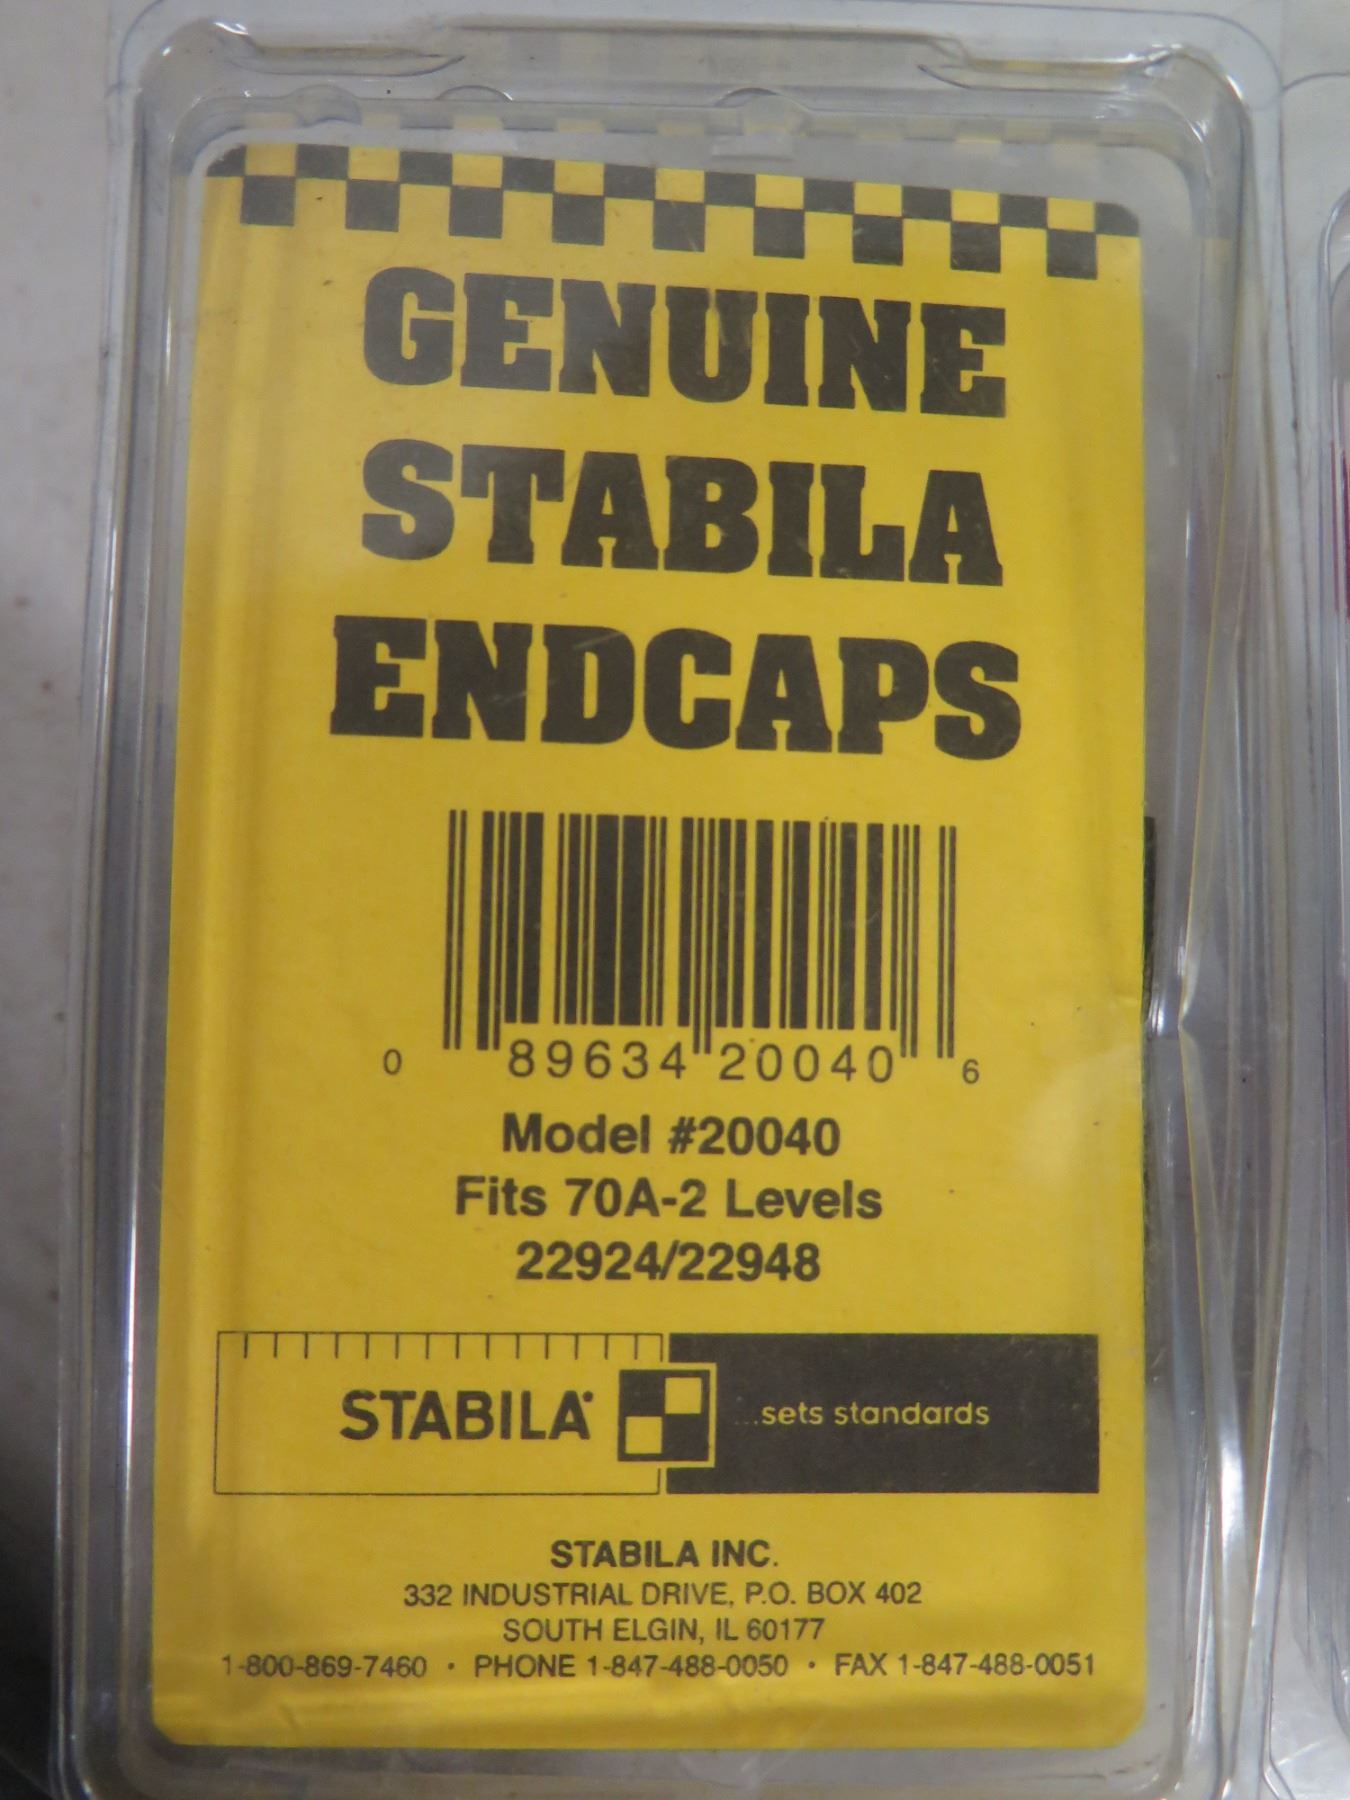 GENUINE
STABILA
ENDCAPS
0 89634 20040 6
Model #20040
Fits 70A-2 Levels
22924/22948
STABILA ...sets standards
STABILA INC.
332 INDUSTRIAL DRIVE, P.O. BOX 402
SOUTH ELGIN, IL 60177
1-800-869-7460 · PHONE 1-847-488-0050 · FAX 1-847-488-0051